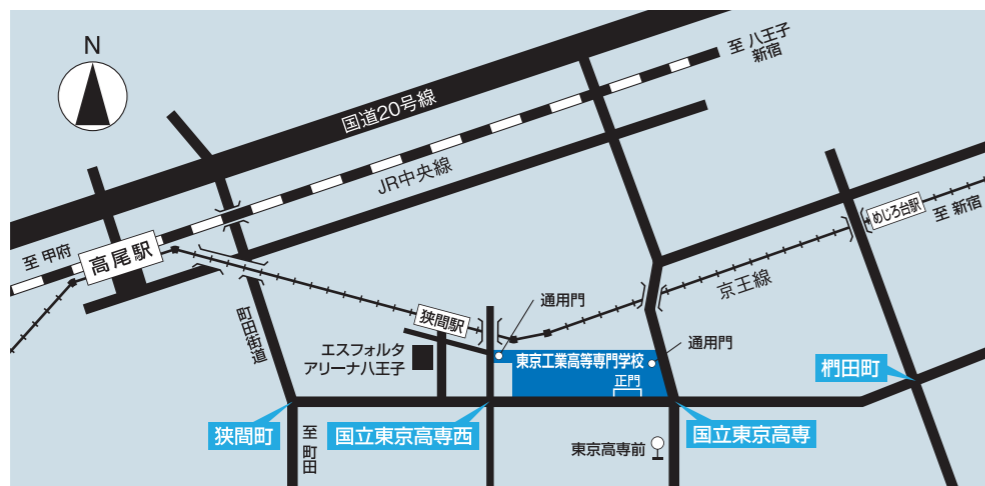 N
国道20号線
至 八王子
新宿
JR中央線
至 甲府
高尾駅
めじろ台駅
至 新宿
京王線
狭間駅
通用門
町田街道
エスフォルタ
アリーナ八王子
東京工業高等専門学校
通用門
正門
椚田町
狭間町
至 町田
国立東京高専西
国立東京高専
東京高専前